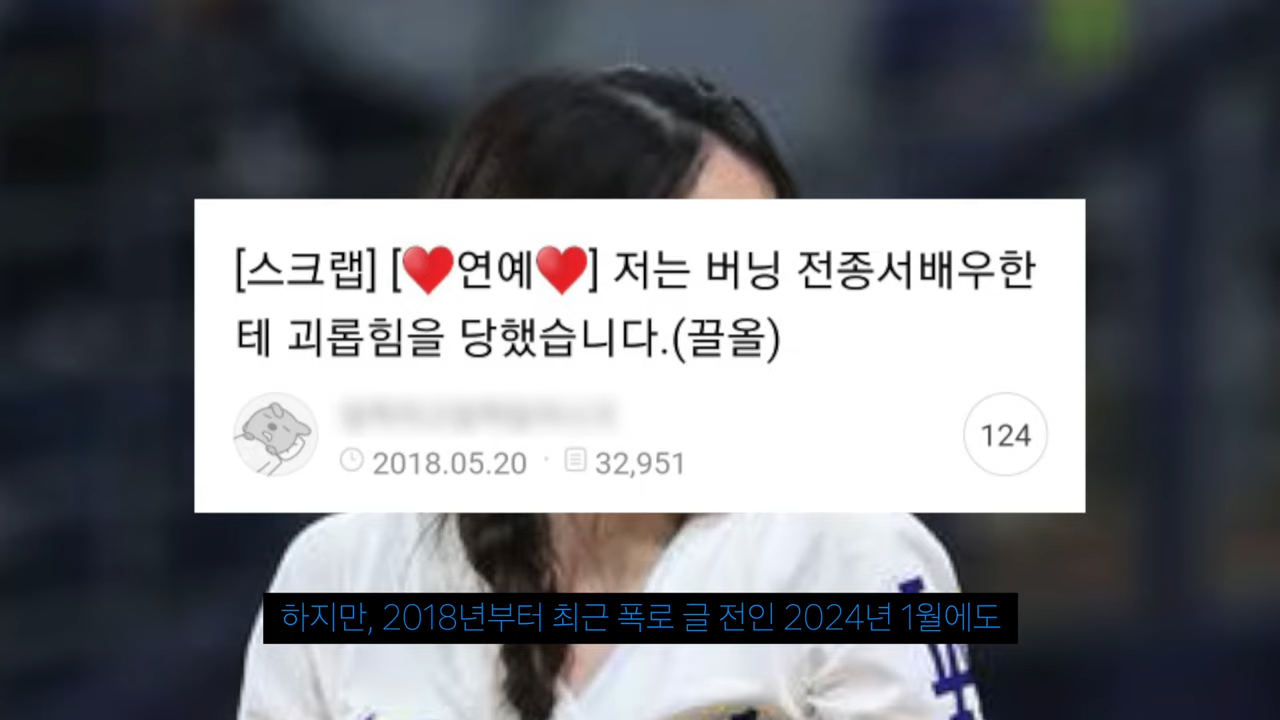 [스크랩] [♥연예♥] 저는 버닝 전종서배우한
테 괴롭힘을 당했습니다.(끌올)
2018.05.20 · 32,951
124
하지만, 2018년부터 최근 폭로 글 전인 2024년 1월에도